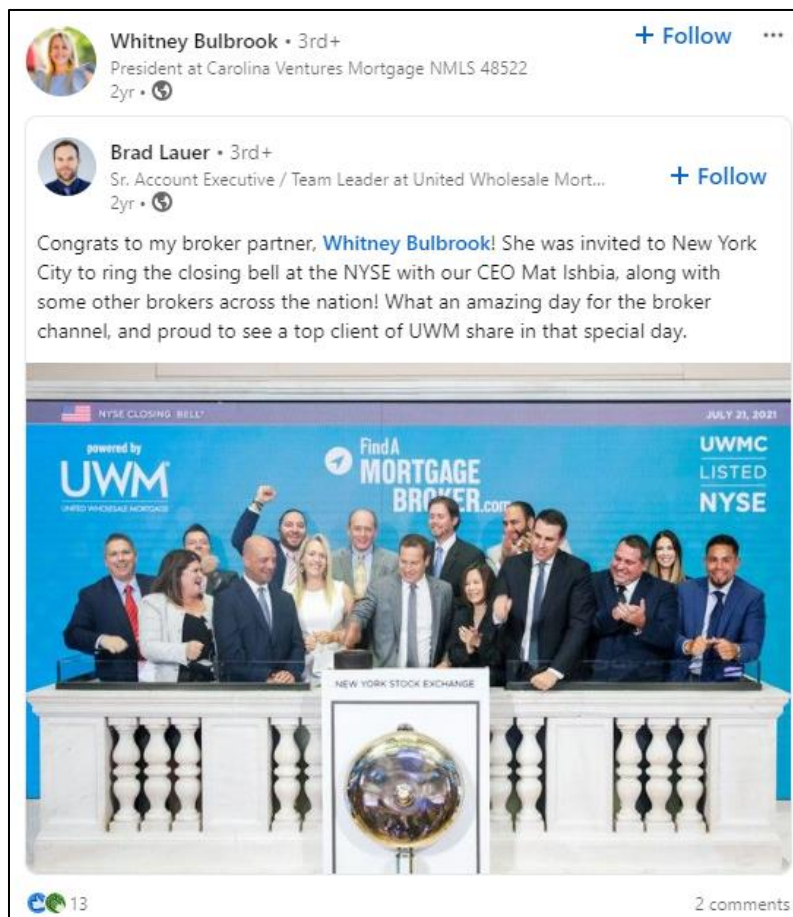 Whitney Bulbrook • 3rd+
+ Follow ...
President at Carolina Ventures Mortgage NMLS 48522
2yr •
Brad Lauer • 3rd+
Sr. Account Executive / Team Leader at United Wholesale Mort...
+ Follow
2yr •
Congrats to my broker partner, Whitney Bulbrook! She was invited to New York
City to ring the closing bell at the NYSE with our CEO Mat Ishbia, along with
some other brokers across the nation! What an amazing day for the broker
channel, and proud to see a top client of UWM share in that special day.
NYSE CLOSING BELL®
JULY 21, 2021
powered by
UWM
UNITED WHOLESALE MORTGAGE
Find A
MORTGAGE
BROKER.com
UWMC
LISTED
NYSE
NEW YORK STOCK EXCHANGE
13
2 comments